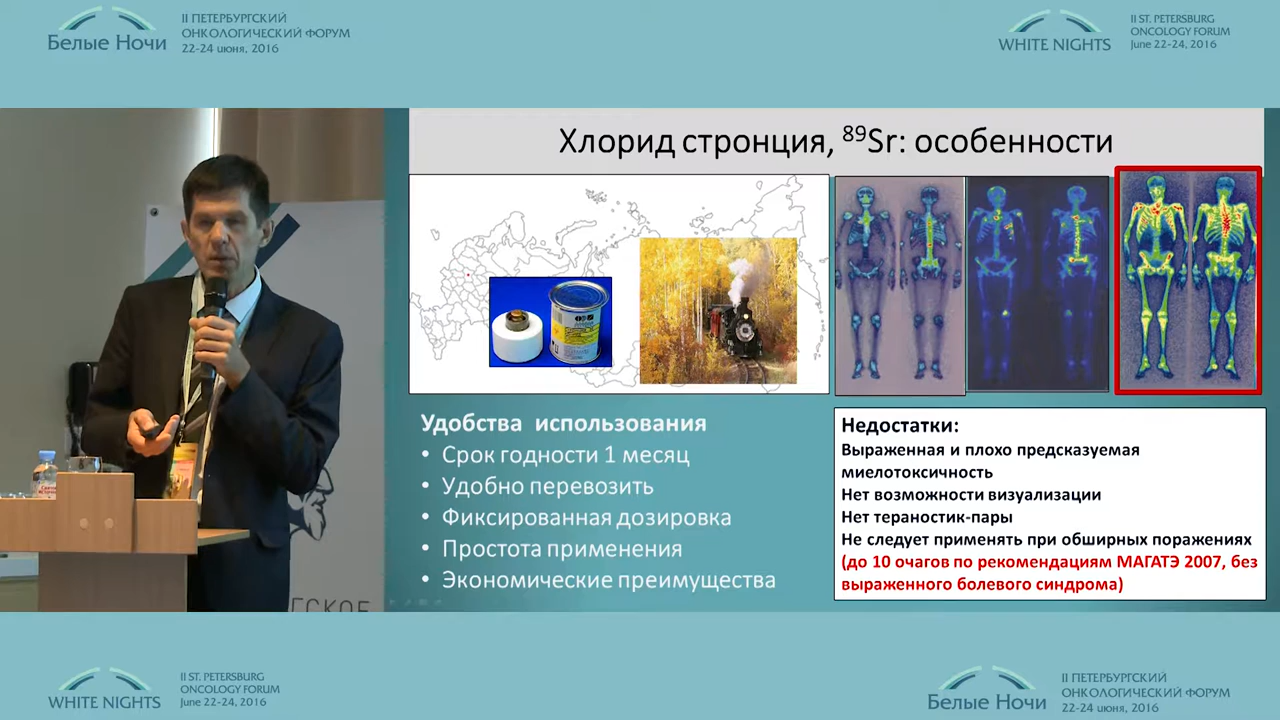 Белые Ночи
II ПЕТЕРБУРГСКИЙ
ОНКОЛОГИЧЕСКИЙ ФОРУМ
22-24 июня, 2016
WHITE NIGHTS
II ST. PETERSBURG
ONCOLOGY FORUM
June 22-24, 2016
Хлорид стронция, ⁸⁹Sr: особенности
Удобства использования
• Срок годности 1 месяц
• Удобно перевозить
• Фиксированная дозировка
• Простота применения
• Экономические преимущества
Недостатки:
Выраженная и плохо предсказуемая
миелотоксичность
Нет возможности визуализации
Нет тераностик-пары
Не следует применять при обширных поражениях
(до 10 очагов по рекомендациям МАГАТЭ 2007, без
выраженного болевого синдрома)
WHITE NIGHTS
II ST. PETERSBURG
ONCOLOGY FORUM
June 22-24, 2016
Белые Ночи
II ПЕТЕРБУРГСКИЙ
ОНКОЛОГИЧЕСКИЙ ФОРУМ
22-24 июня, 2016